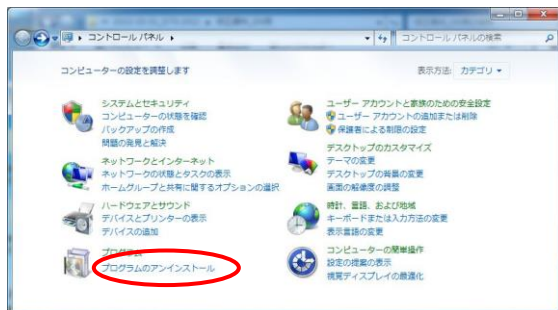 コントロール パネル
コントロール パネルの検索
コンピューターの設定を調整します
表示方法: カテゴリ
システムとセキュリティ
コンピューターの状態を確認
バックアップの作成
問題の発見と解決
ネットワークとインターネット
ネットワークの状態とタスクの表示
ホームグループと共有に関するオプションの選択
ハードウェアとサウンド
デバイスとプリンターの表示
デバイスの追加
プログラム
プログラムのアンインストール
ユーザー アカウントと家族のための安全設定
ユーザー アカウントの追加または削除
保護者による制限の設定
デスクトップのカスタマイズ
テーマの変更
デスクトップの背景の変更
画面の解像度の調整
時計、言語、および地域
キーボードまたは入力方法の変更
表示言語の変更
コンピューターの簡単操作
設定の提案の表示
視覚ディスプレイの最適化